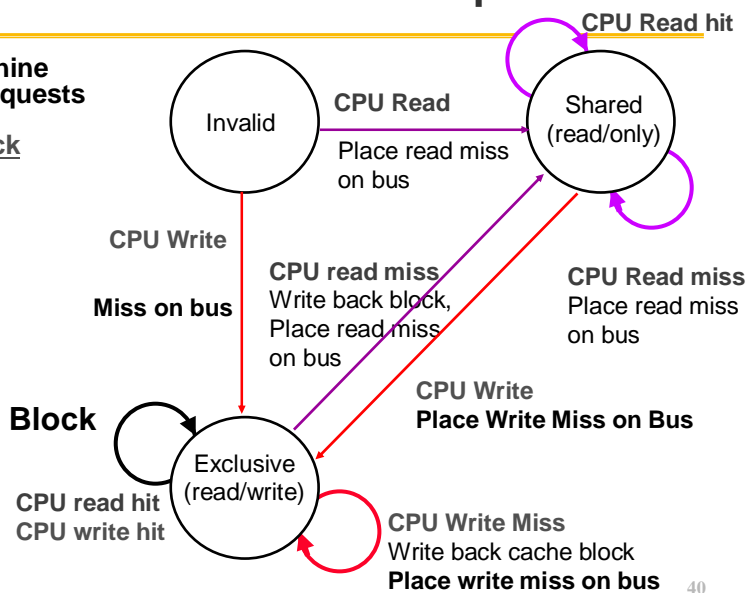 CPU Read hit
hine
quests
ck
Invalid
CPU Read
Place read miss
on bus
Shared
(read/only)
CPU Write
Miss on bus
CPU read miss
Write back block,
Place read miss
on bus
CPU Read miss
Place read miss
on bus
CPU Write
Place Write Miss on Bus
Block
Exclusive
(read/write)
CPU read hit
CPU write hit
CPU Write Miss
Write back cache block
Place write miss on bus
40